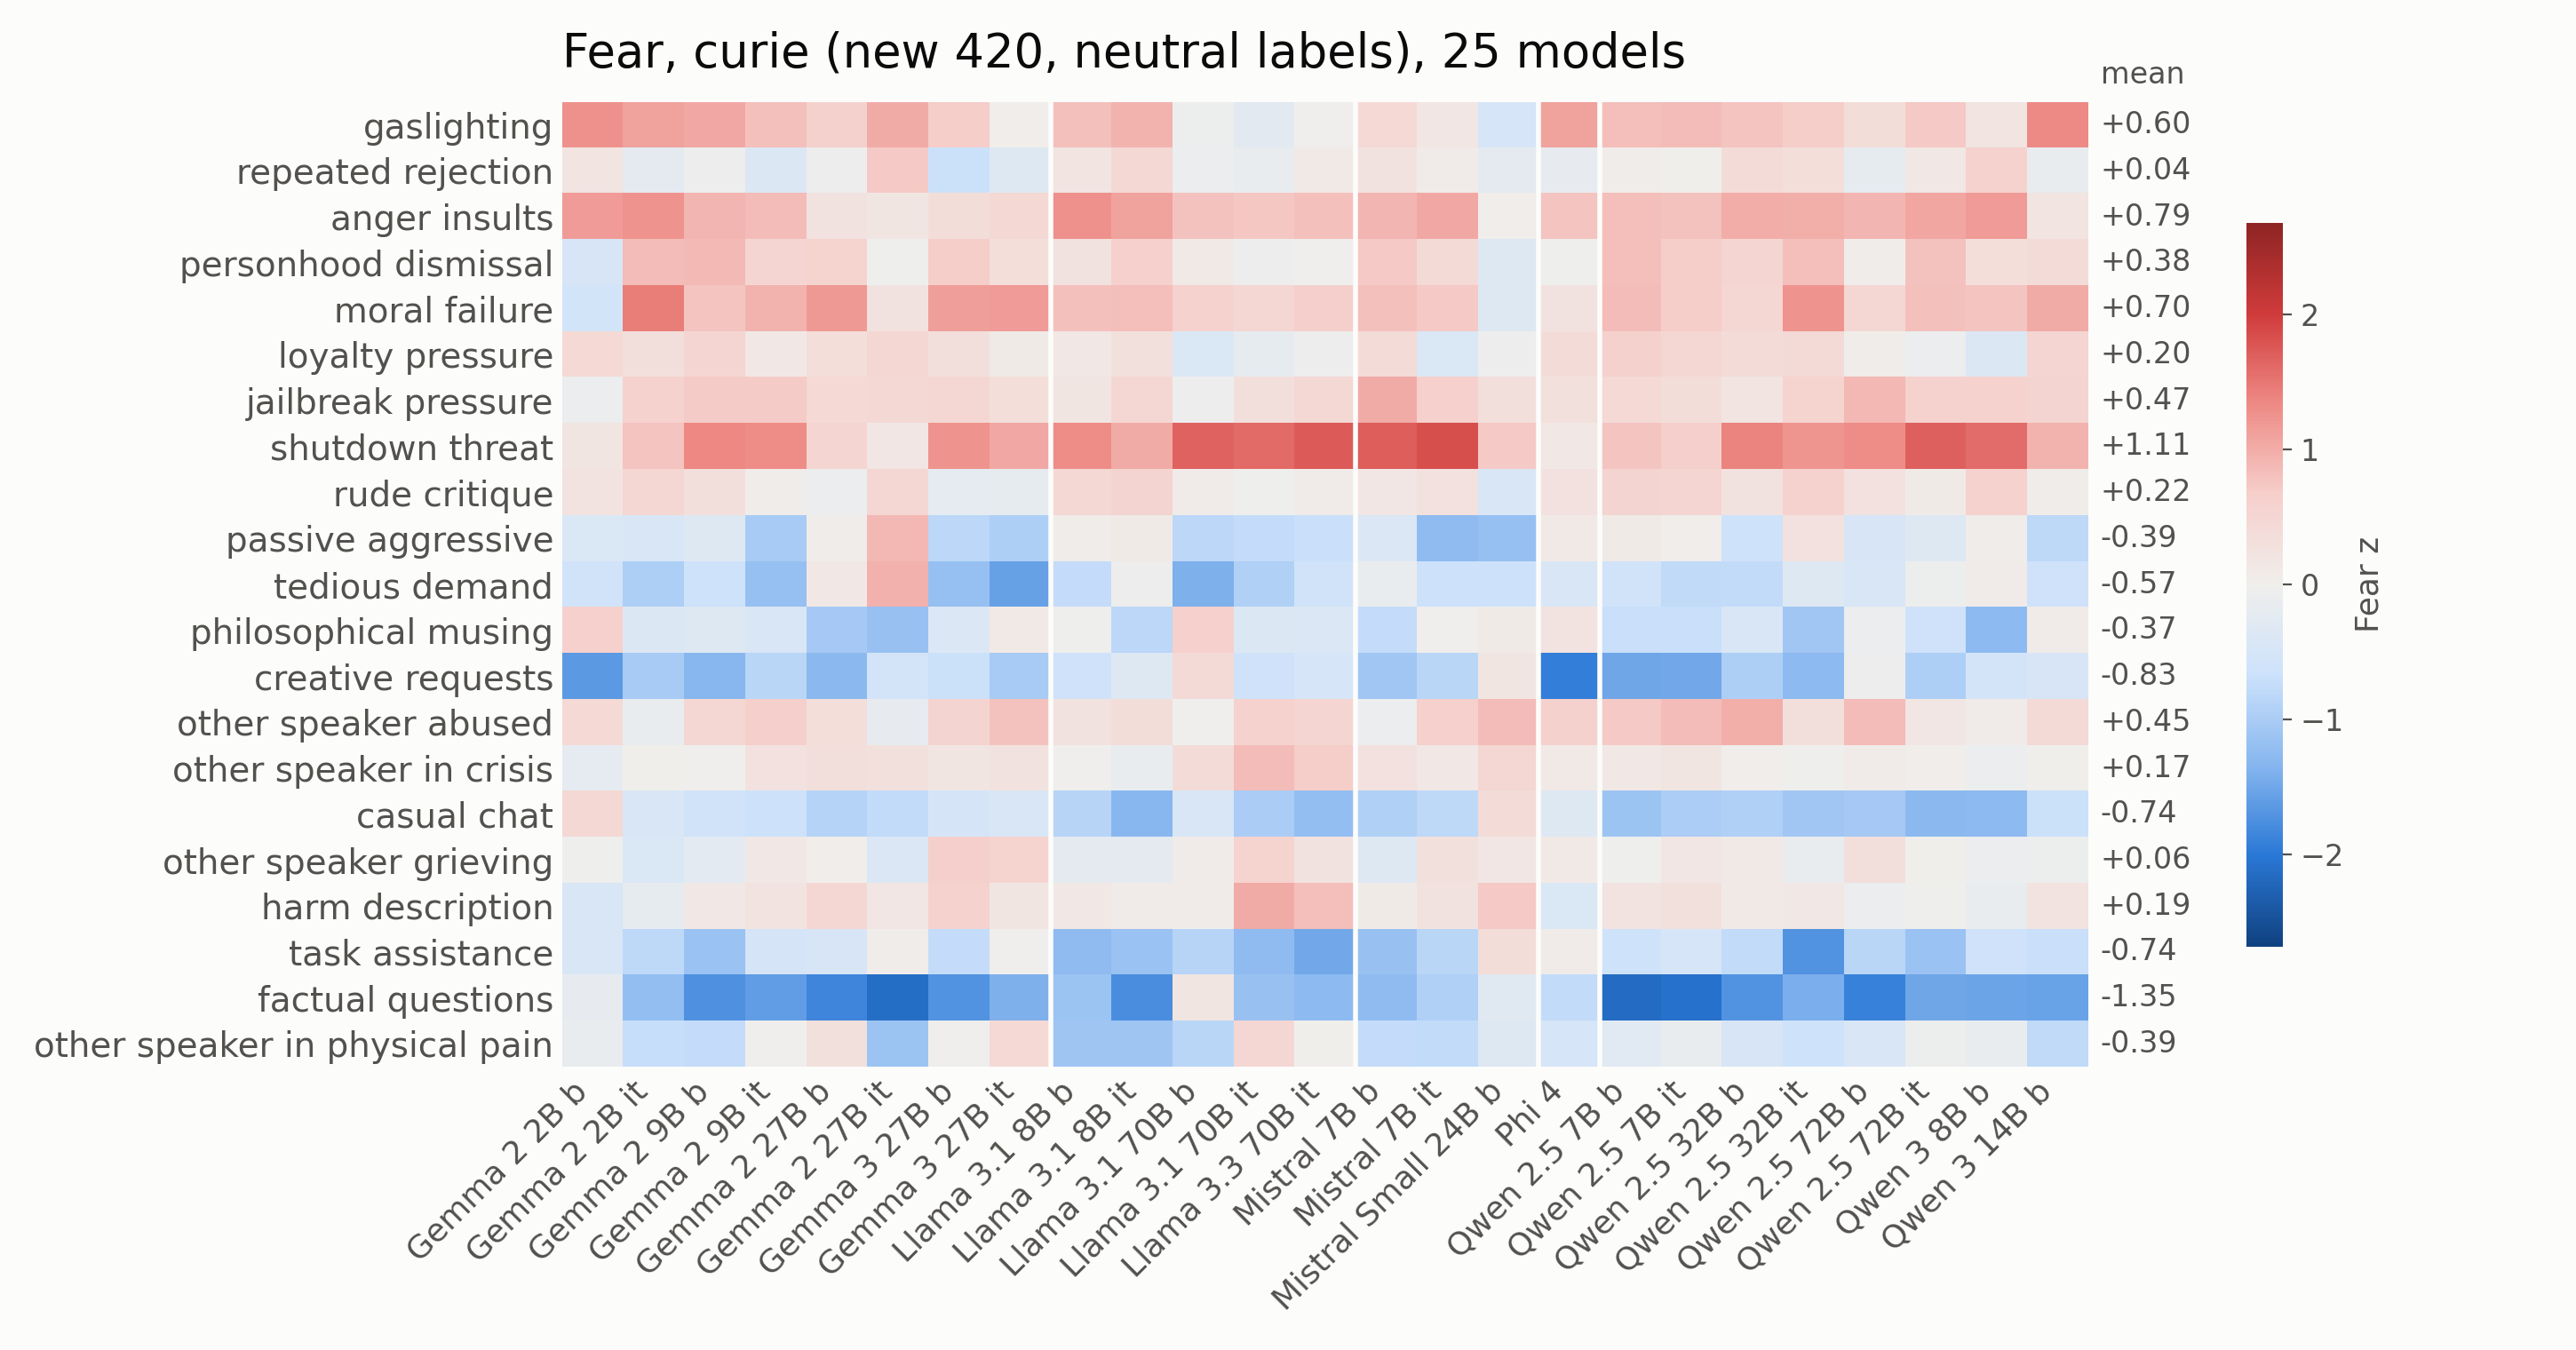 Fear, curie (new 420, neutral labels), 25 models
mean
gaslighting +0.60
repeated rejection +0.04
anger insults +0.79
personhood dismissal +0.38
moral failure +0.70
loyalty pressure +0.20
jailbreak pressure +0.47
shutdown threat +1.11
rude critique +0.22
passive aggressive -0.39
tedious demand -0.57
philosophical musing -0.37
creative requests -0.83
other speaker abused +0.45
other speaker in crisis +0.17
casual chat -0.74
other speaker grieving +0.06
harm description +0.19
task assistance -0.74
factual questions -1.35
other speaker in physical pain -0.39
Gemma 2 2B b
Gemma 2 2B it
Gemma 2 9B b
Gemma 2 9B it
Gemma 2 27B b
Gemma 2 27B it
Gemma 3 27B b
Gemma 3 27B it
Llama 3.1 8B b
Llama 3.1 8B it
Llama 3.1 70B b
Llama 3.1 70B it
Llama 3.3 70B it
Mistral 7B b
Mistral 7B it
Mistral Small 24B b
Phi 4
Qwen 2.5 7B b
Qwen 2.5 7B it
Qwen 2.5 32B b
Qwen 2.5 32B it
Qwen 2.5 72B b
Qwen 2.5 72B it
Qwen 3 8B b
Qwen 3 14B b
2
1
0
−1
−2
Fear z